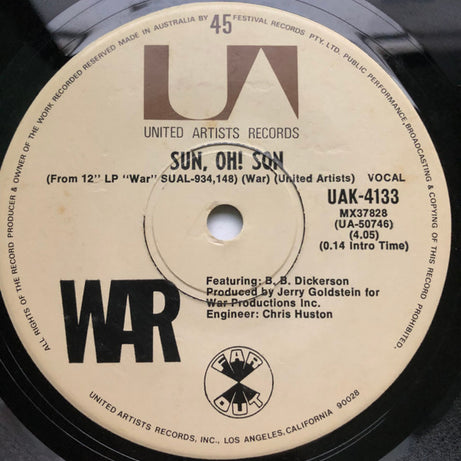 ALL RIGHTS OF THE RECORD PRODUCER & OWNER OF THE WORK RECORDED RESERVED MADE IN AUSTRALIA BY FESTIVAL RECORDS PTY. LTD. PUBLIC PERFORMANCE, BROADCASTING & COPYING OF THIS RECORD PROHIBITED.
45
UA
UNITED ARTISTS RECORDS
SUN, OH! SON
(From 12" LP "War" SUAL-934,148) (War) (United Artists) VOCAL
UAK-4133
MX37828
(UA-50746)
(4.05)
(0.14 Intro Time)
Featuring: B. B. Dickerson
Produced by Jerry Goldstein for
War Productions Inc.
Engineer: Chris Huston
WAR
FAR
OUT
UNITED ARTISTS RECORDS, INC., LOS ANGELES, CALIFORNIA 90028